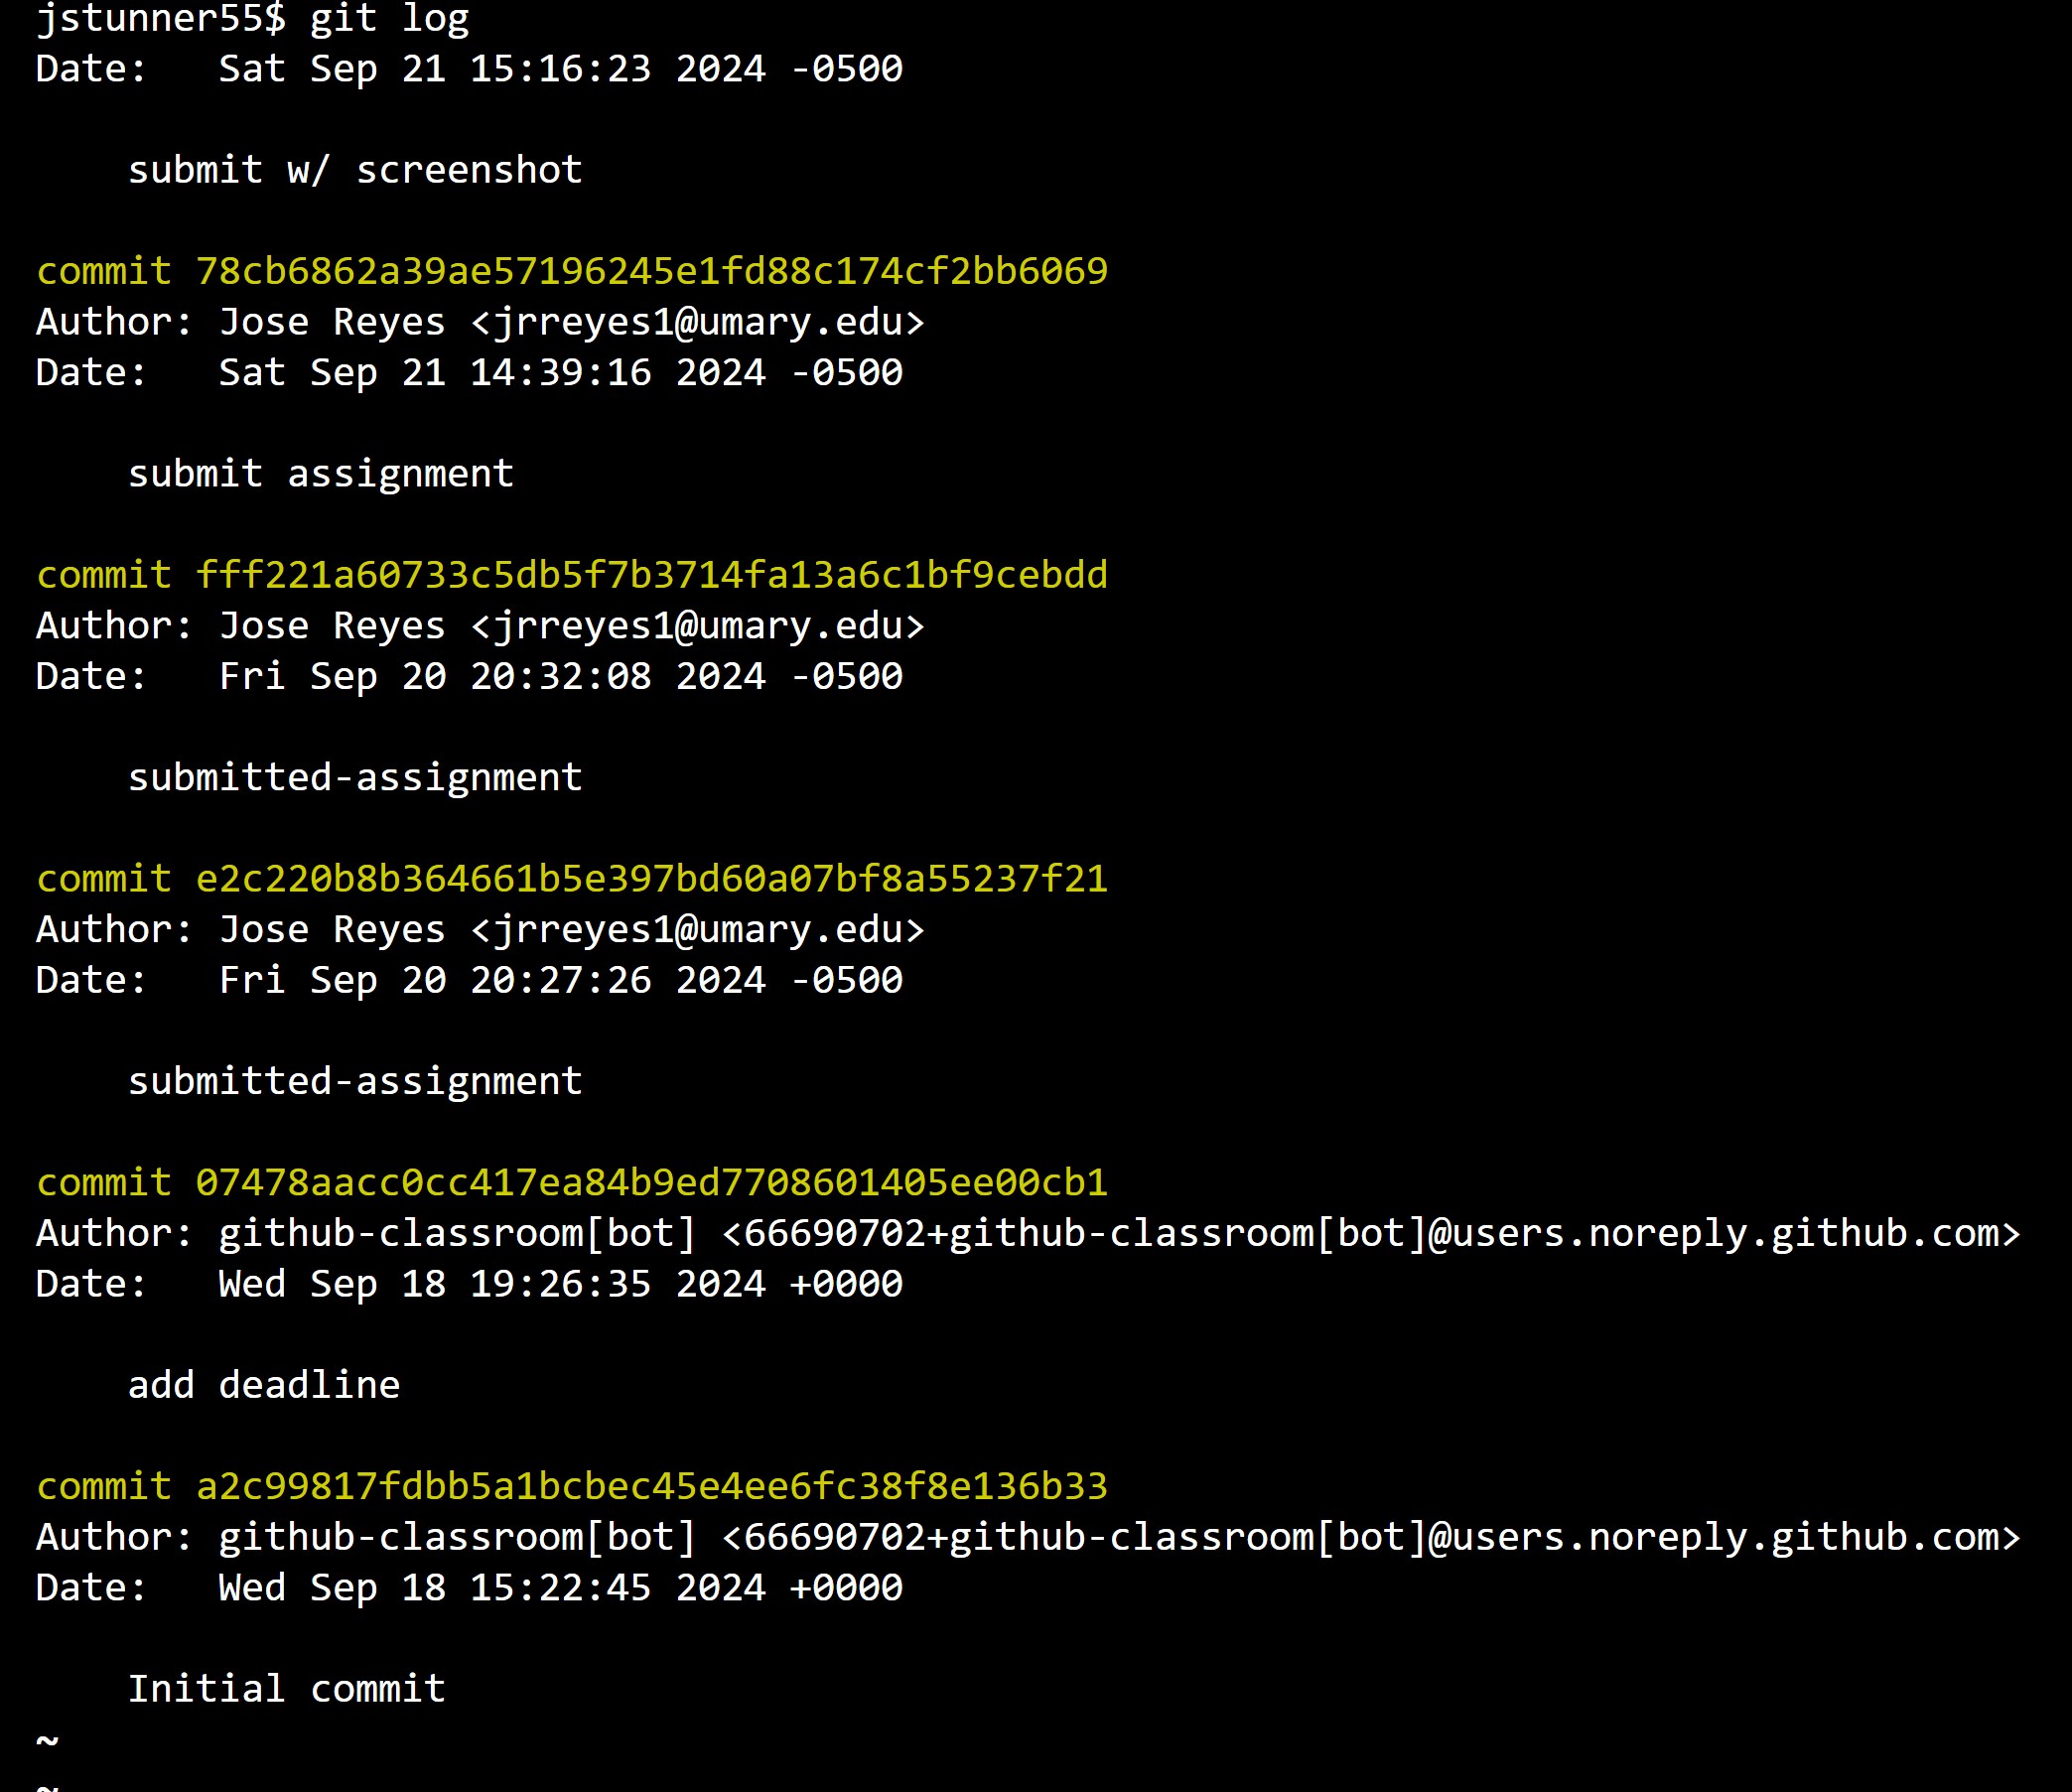 jstunner55$ git log
Date:   Sat Sep 21 15:16:23 2024 -0500
submit w/ screenshot
commit 78cb6862a39ae57196245e1fd88c174cf2bb6069
Author: Jose Reyes <jrreyes1@umary.edu>
Date:   Sat Sep 21 14:39:16 2024 -0500
submit assignment
commit fff221a60733c5db5f7b3714fa13a6c1bf9cebdd
Author: Jose Reyes <jrreyes1@umary.edu>
Date:   Fri Sep 20 20:32:08 2024 -0500
submitted-assignment
commit e2c220b8b364661b5e397bd60a07bf8a55237f21
Author: Jose Reyes <jrreyes1@umary.edu>
Date:   Fri Sep 20 20:27:26 2024 -0500
submitted-assignment
commit 07478aacc0cc417ea84b9ed7708601405ee00cb1
Author: github-classroom[bot] <66690702+github-classroom[bot]@users.noreply.github.com>
Date:   Wed Sep 18 19:26:35 2024 +0000
add deadline
commit a2c99817fdbb5a1bcbec45e4ee6fc38f8e136b33
Author: github-classroom[bot] <66690702+github-classroom[bot]@users.noreply.github.com>
Date:   Wed Sep 18 15:22:45 2024 +0000
Initial commit
~
~